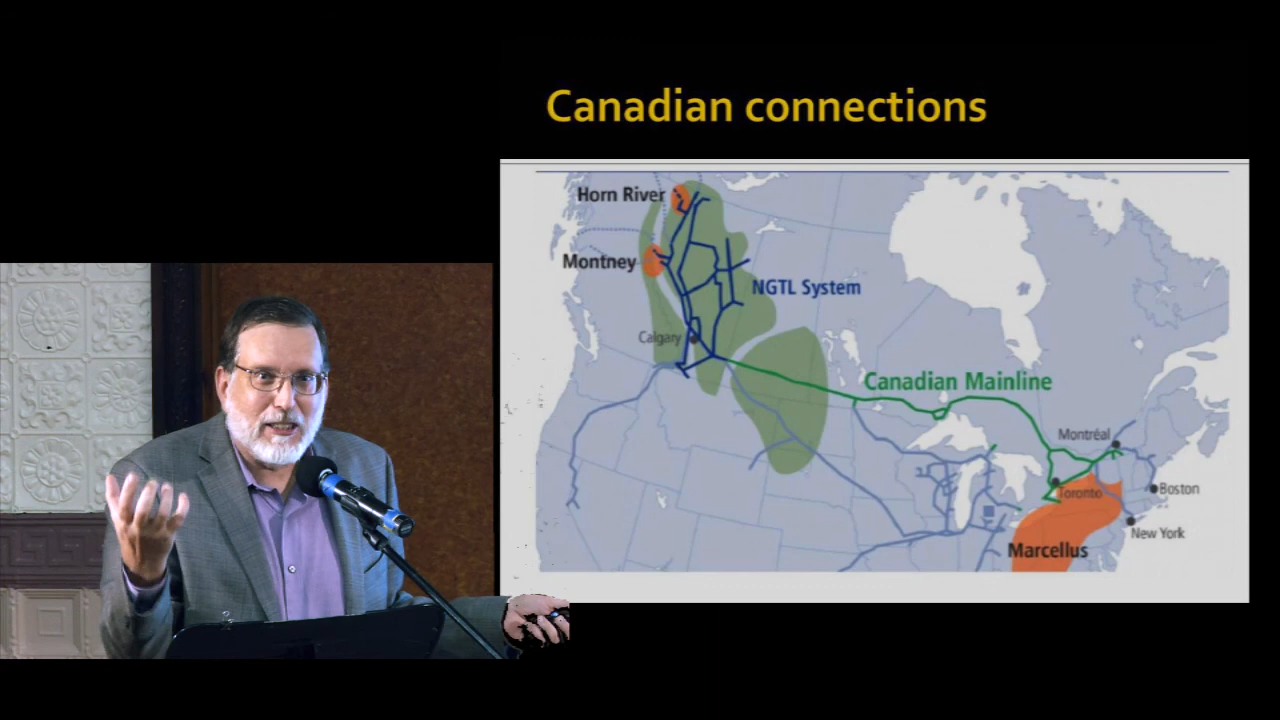 Canadian connections
Horn River
Montney
NGTL System
Calgary
Canadian Mainline
Montréal
Toronto
Boston
New York
Marcellus